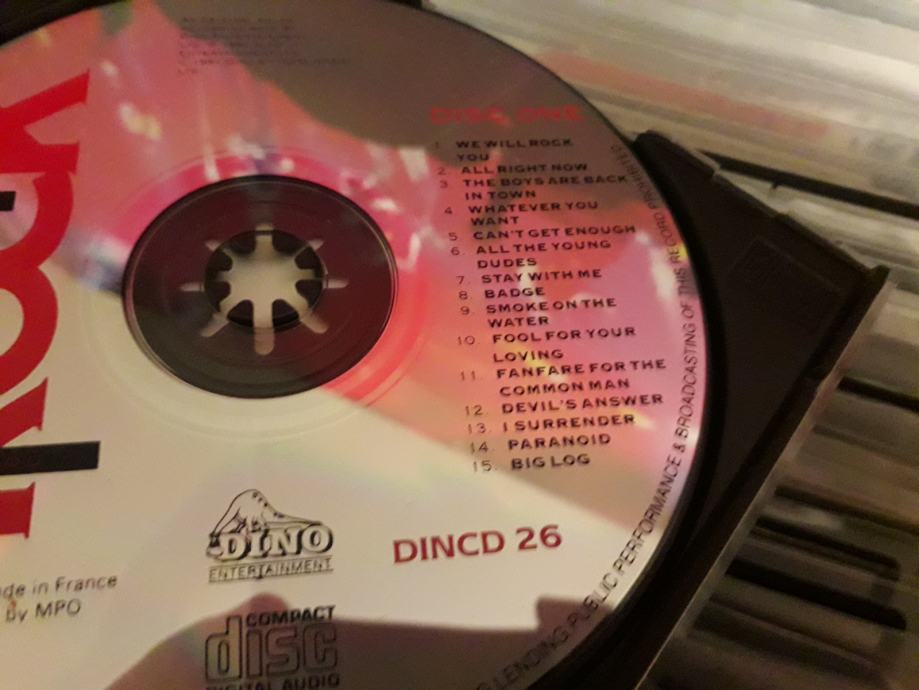 ROCK
DISC ONE
1. WE WILL ROCK
YOU
2. ALL RIGHT NOW
3 THE BOYS ARE BACK
IN TOWN
4 WHATEVER YOU
WANT
5. CAN'T GET ENOUGH
6. ALL THE YOUNG
DUDES
7. STAY WITH ME
8. BADGE
9. SMOKE ON THE
WATER
10. FOOL FOR YOUR
LOVING
11. FANFARE FOR THE
COMMON MAN
12. DEVIL'S ANSWER
13. I SURRENDER
14. PARANOID
15. BIG LOG
DINO
ENTERTAINMENT
DINCD 26
de in France
by MPO
COMPACT
disc
DIGITAL AUDIO
LENDING PUBLIC PERFORMANCE & BROADCASTING OF THIS RECORD PROHIBITED